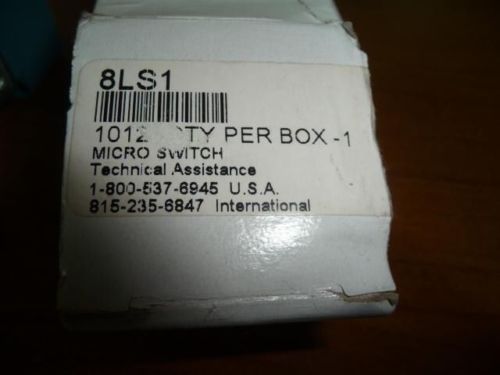 8LS1
1012 QTY PER BOX -1
MICRO SWITCH
Technical Assistance
1-800-537-6945 U.S.A.
815-235-6847 International